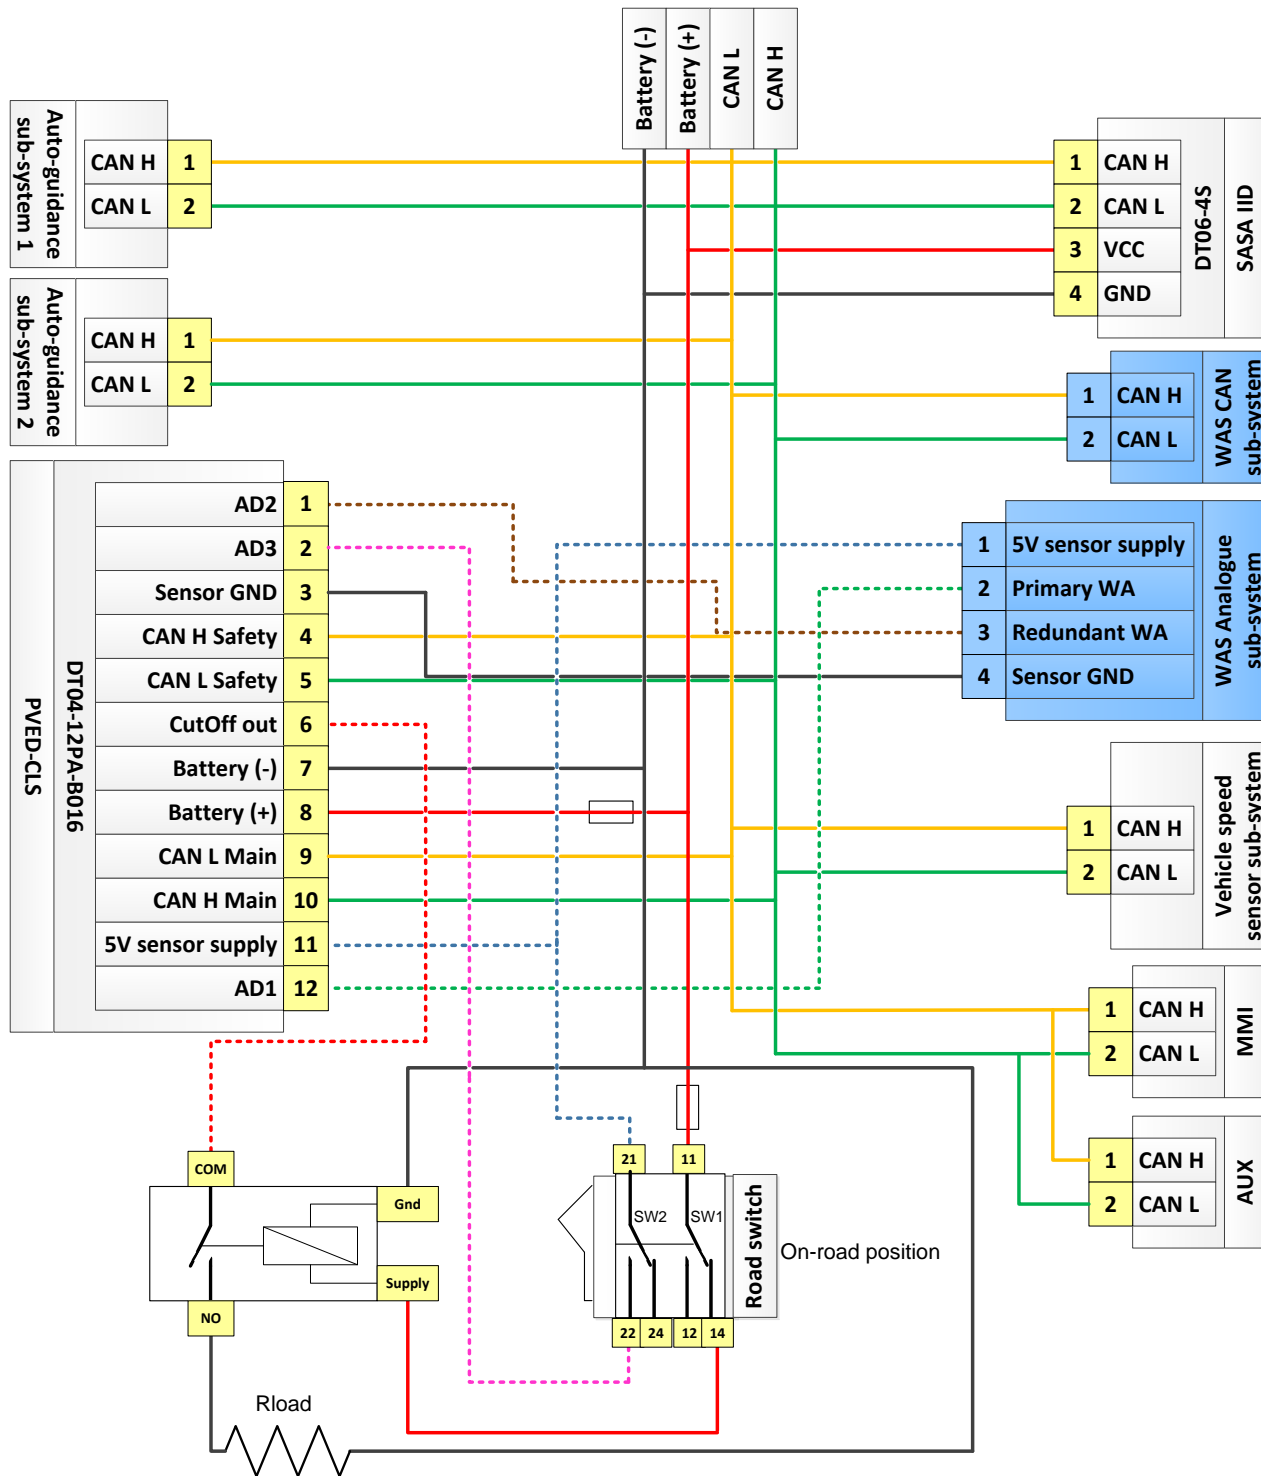 Battery (-)
Battery (+)
CAN L
CAN H
Auto-guidance
sub-system 1
CAN H 1
CAN L 2
Auto-guidance
sub-system 2
CAN H 1
CAN L 2
PVED-CLS
DT04-12PA-B016
AD2 1
AD3 2
Sensor GND 3
CAN H Safety 4
CAN L Safety 5
CutOff out 6
Battery (-) 7
Battery (+) 8
CAN L Main 9
CAN H Main 10
5V sensor supply 11
AD1 12
1 CAN H
2 CAN L
3 VCC
4 GND
DT06-4S
SASA IID
1 CAN H
2 CAN L
WAS CAN
sub-system
1 5V sensor supply
2 Primary WA
3 Redundant WA
4 Sensor GND
WAS Analogue
sub-system
1 CAN H
2 CAN L
Vehicle speed
sensor sub-system
1 CAN H
2 CAN L
MMI
1 CAN H
2 CAN L
AUX
COM
Gnd
Supply
NO
Rload
21 11
SW2 SW1
22 24 12 14
Road switch
On-road position